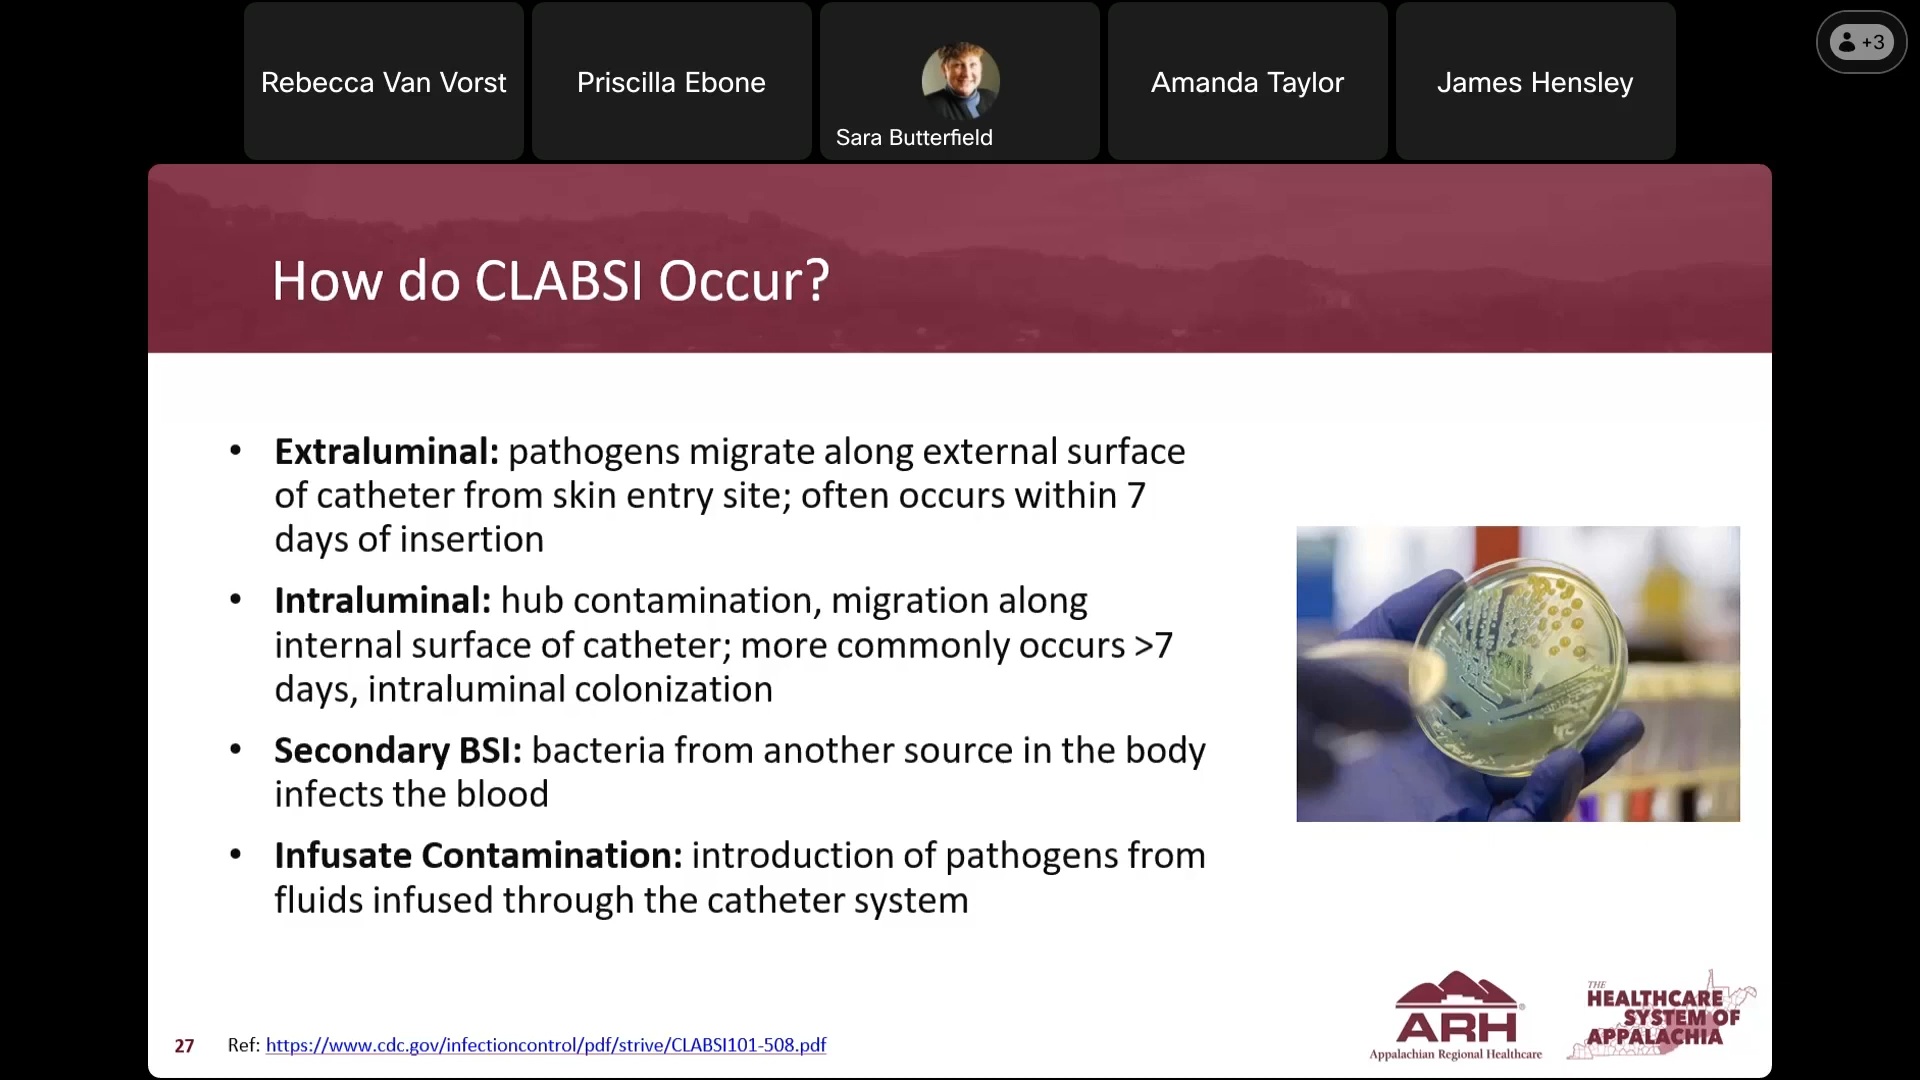 Rebecca Van Vorst
Priscilla Ebone
Sara Butterfield
Amanda Taylor
James Hensley
+3
How do CLABSI Occur?
• Extraluminal: pathogens migrate along external surface
of catheter from skin entry site; often occurs within 7
days of insertion
• Intraluminal: hub contamination, migration along
internal surface of catheter; more commonly occurs >7
days, intraluminal colonization
• Secondary BSI: bacteria from another source in the body
infects the blood
• Infusate Contamination: introduction of pathogens from
fluids infused through the catheter system
27
Ref: https://www.cdc.gov/infectioncontrol/pdf/strive/CLABSI101-508.pdf
ARH®
Appalachian Regional Healthcare
THE
HEALTHCARE
SYSTEM OF
APPALACHIA